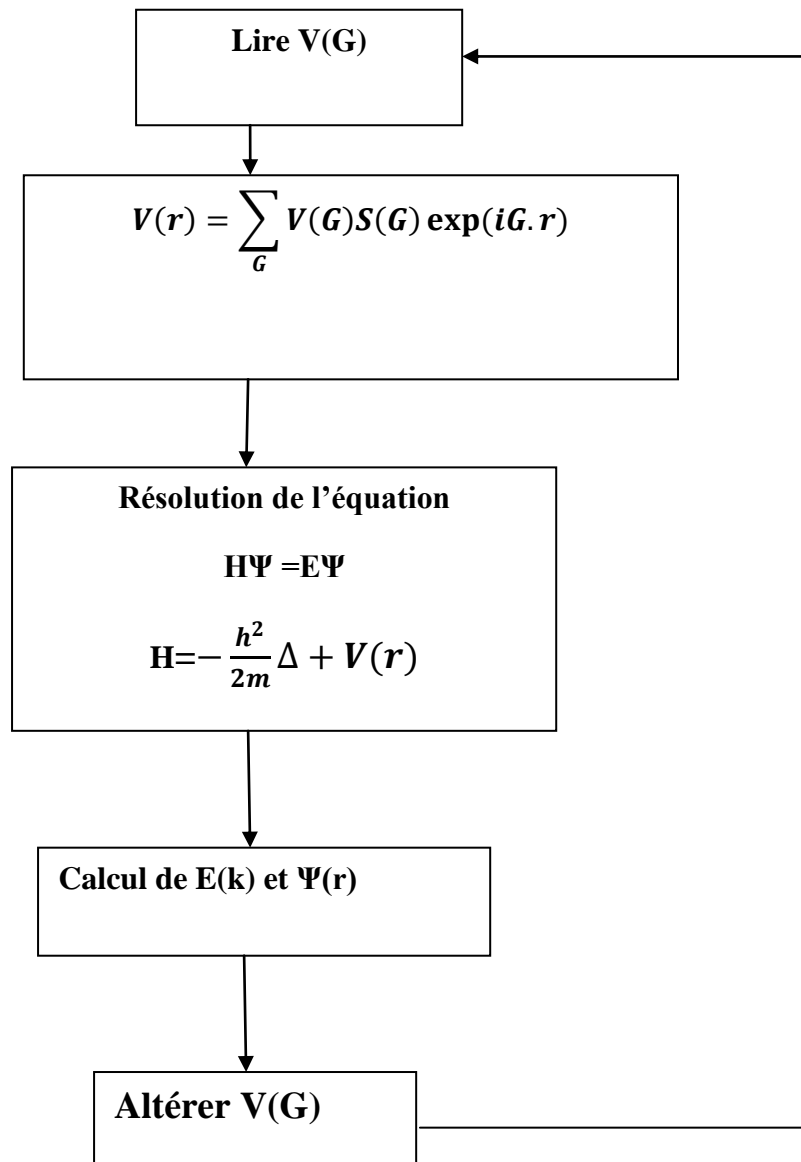 Lire V(G)
V(r) = ∑_G V(G)S(G) exp(iG.r)
Résolution de l’équation
HΨ =EΨ
H=− h²/2m Δ + V(r)
Calcul de E(k) et Ψ(r)
Altérer V(G)